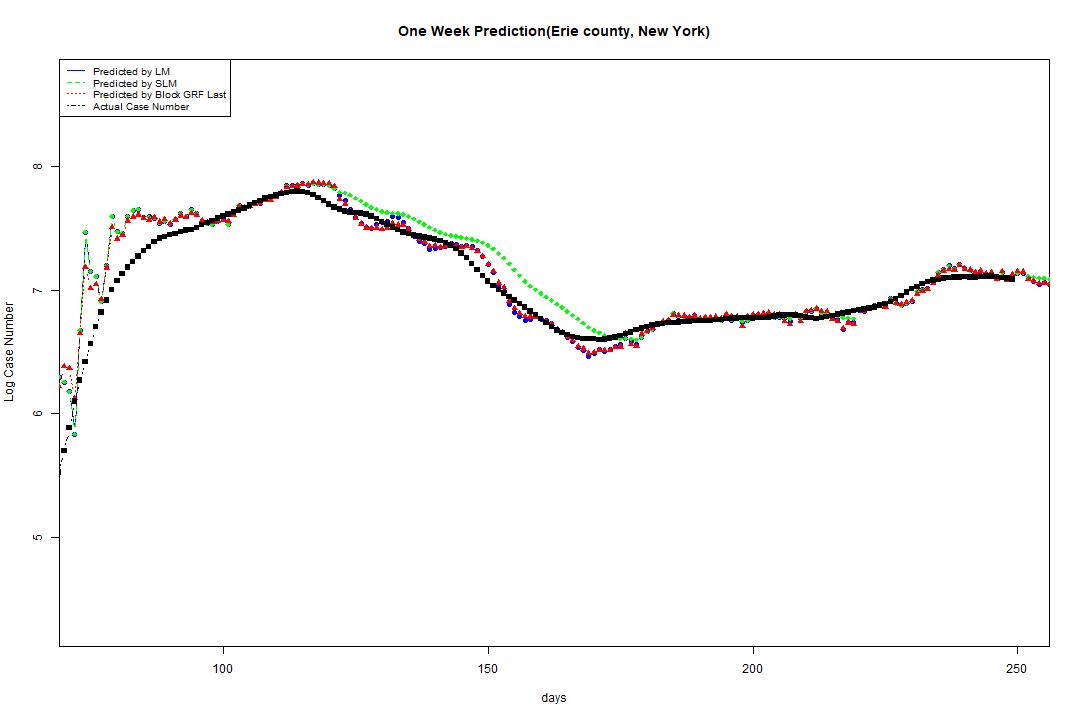 One Week Prediction(Erie county, New York)
Predicted by LM
Predicted by SLM
Predicted by Block GRF Last
Actual Case Number
8
7
6
5
Log Case Number
100 150 200 250
days